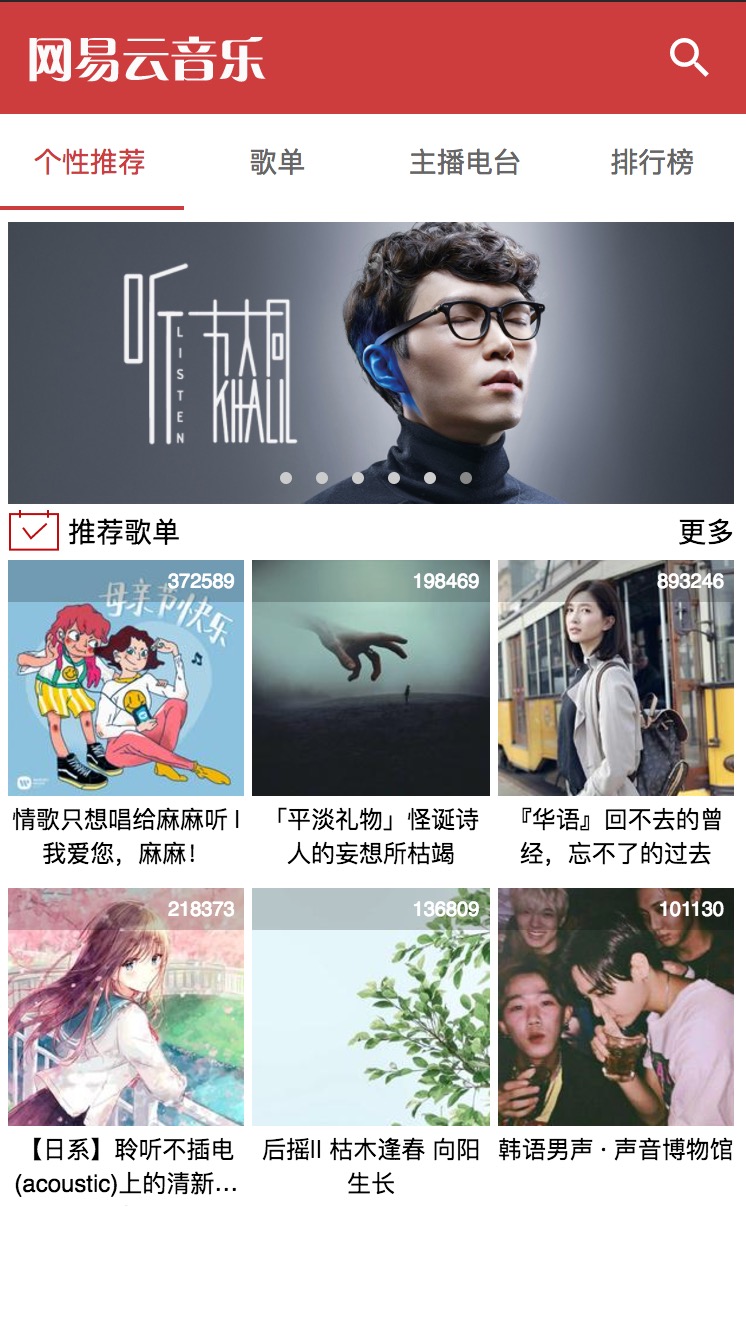 网易云音乐
个性推荐 歌单 主播电台 排行榜
听 LISTEN 方大同 KHALIL
推荐歌单 更多
372589 198469 893246
母亲节快乐
情歌只想唱给麻麻听 l 「平淡礼物」怪诞诗 『华语』回不去的曾
我爱您，麻麻！ 人的妄想所枯竭 经，忘不了的过去
218373 136809 101130
【日系】聆听不插电 后摇II 枯木逢春 向阳 韩语男声 · 声音博物馆
(acoustic)上的清新... 生长